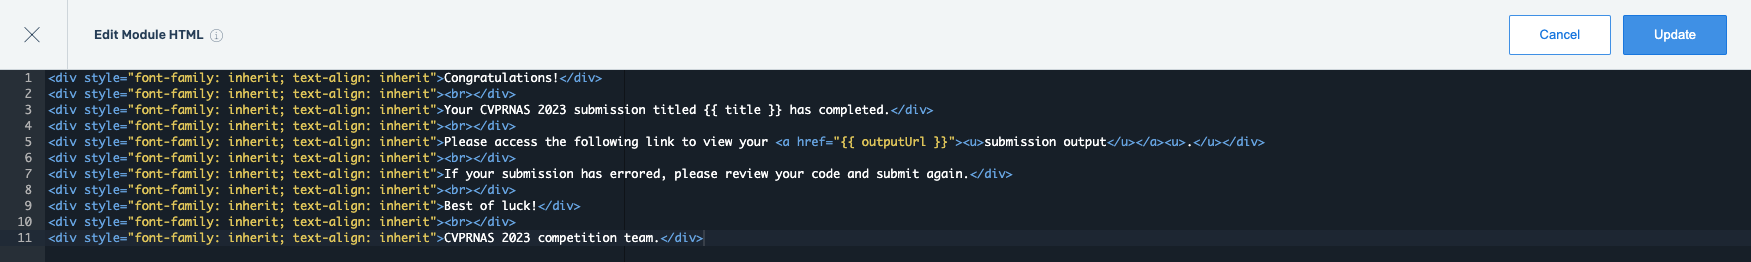 Edit Module HTML
Cancel
Update
1 <div style="font-family: inherit; text-align: inherit">Congratulations!</div>
2 <div style="font-family: inherit; text-align: inherit"><br></div>
3 <div style="font-family: inherit; text-align: inherit">Your CVPRNAS 2023 submission titled {{ title }} has completed.</div>
4 <div style="font-family: inherit; text-align: inherit"><br></div>
5 <div style="font-family: inherit; text-align: inherit">Please access the following link to view your <a href="{{ outputUrl }}"><u>submission output</u></a><u>.</u></div>
6 <div style="font-family: inherit; text-align: inherit"><br></div>
7 <div style="font-family: inherit; text-align: inherit">If your submission has errored, please review your code and submit again.</div>
8 <div style="font-family: inherit; text-align: inherit"><br></div>
9 <div style="font-family: inherit; text-align: inherit">Best of luck!</div>
10 <div style="font-family: inherit; text-align: inherit"><br></div>
11 <div style="font-family: inherit; text-align: inherit">CVPRNAS 2023 competition team.</div>